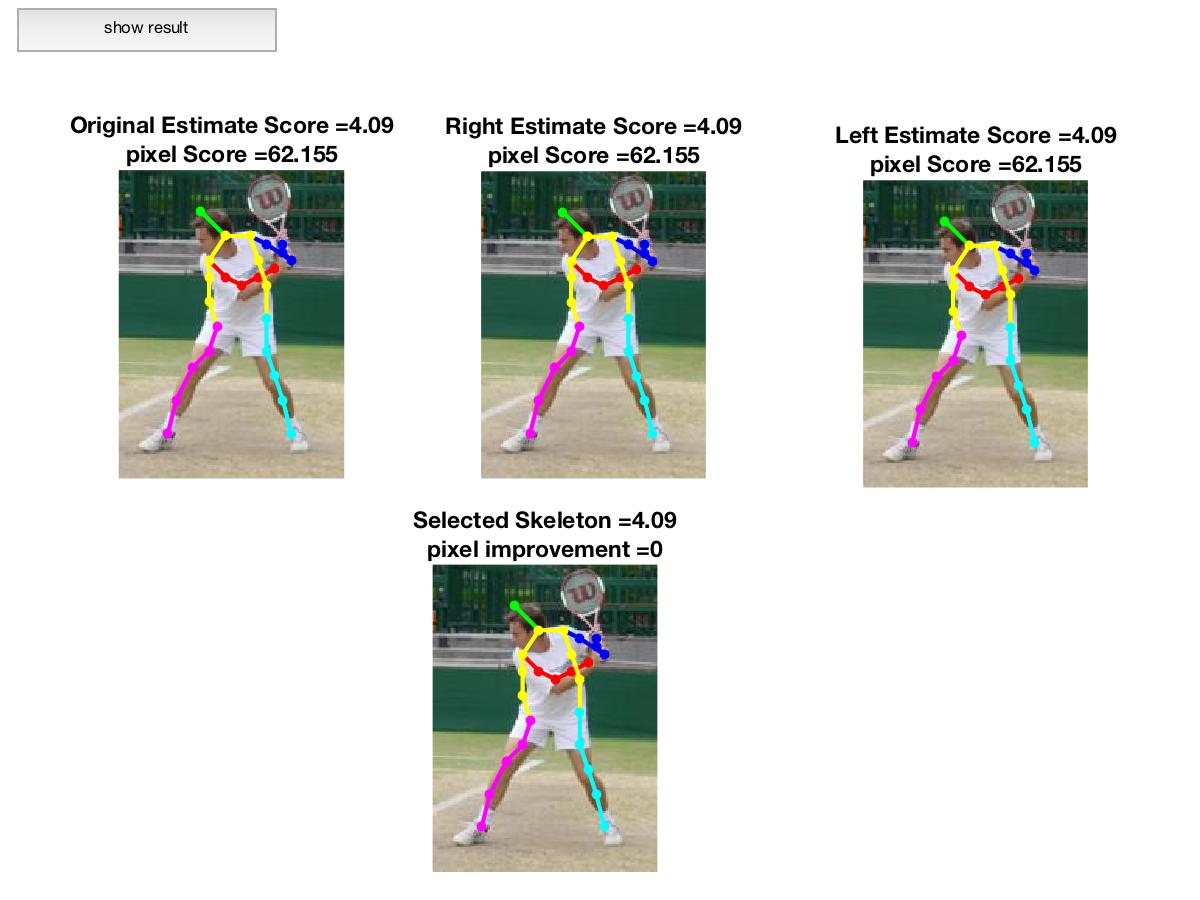 show result
Original Estimate Score =4.09
pixel Score =62.155
Right Estimate Score =4.09
pixel Score =62.155
Left Estimate Score =4.09
pixel Score =62.155
W
W
W
Selected Skeleton =4.09
pixel improvement =0
W